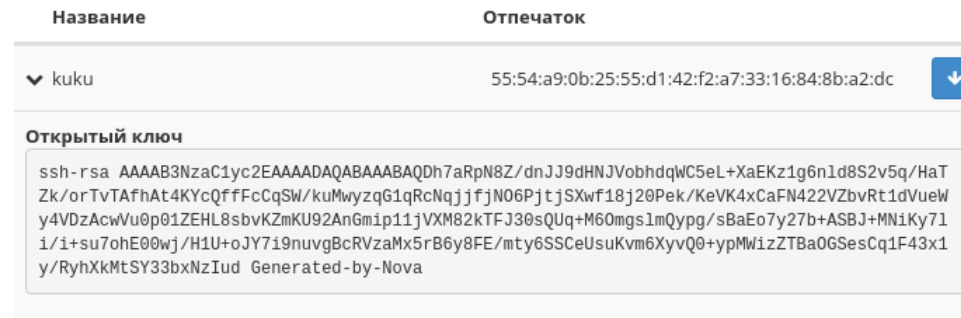 Название Отпечаток
kuku 55:54:a9:0b:25:55:d1:42:f2:a7:33:16:84:8b:a2:dc
Открытый ключ
ssh-rsa AAAAB3NzaC1yc2EAAAADAQABAAABAQDh7aRpN8Z/dnJJ9dHNJVobhdqWC5eL+XaEKz1g6nld8S2v5q/HaT
Zk/orTvTAfhAt4KYcQffFcCqSW/kuMwyzqG1qRcNqjjfjNO6PjtjSXwf18j20Pek/KeVK4xCaFN422VZbvRt1dVueW
y4VDzAcwVu0p01ZEHL8sbvKZmKU92AnGmip11jVXM82kTFJ30sQUq+M6OmgslmQypg/sBaEo7y27b+ASBJ+MNiKy7l
i/i+su7ohE00wj/H1U+oJY7i9nuvgBcRVzaMx5rB6y8FE/mty6SSCeUsuKvm6XyvQ0+ypMWizZTBaOGSesCq1F43x1
y/RyhXkMtSY33bxNzIud Generated-by-Nova